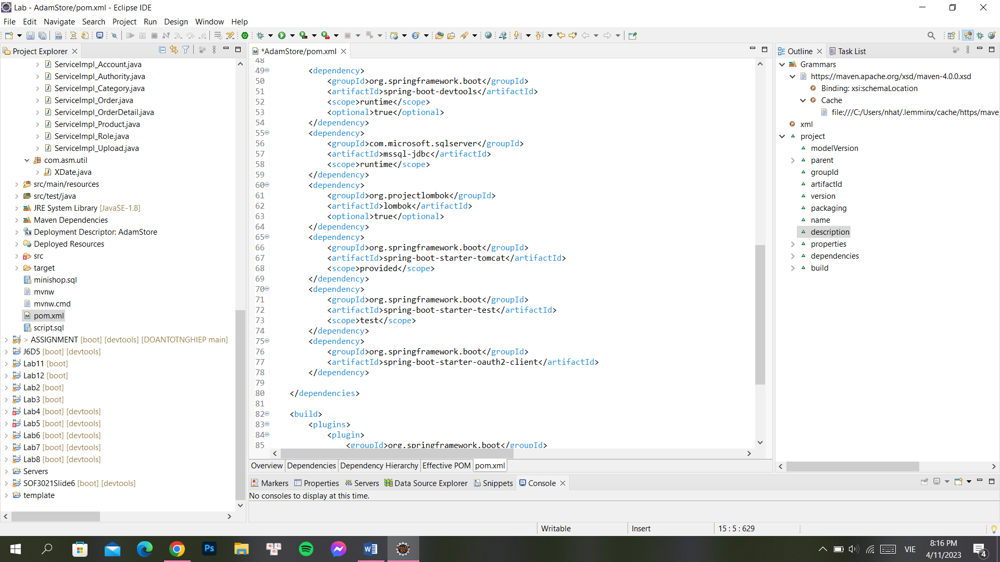 Lab - AdamStore/pom.xml - Eclipse IDE
File Edit Navigate Search Project Run Design Window Help
Project Explorer
ServiceImpl_Account.java
ServiceImpl_Authority.java
ServiceImpl_Category.java
ServiceImpl_Order.java
ServiceImpl_OrderDetail.java
ServiceImpl_Product.java
ServiceImpl_Role.java
ServiceImpl_Upload.java
com.asm.util
XDate.java
src/main/resources
src/test/java
JRE System Library [JavaSE-1.8]
Maven Dependencies
Deployment Descriptor: AdamStore
Deployed Resources
src
target
minishop.sql
mvnw
mvnw.cmd
pom.xml
script.sql
> ASSIGNMENT [boot] [devtools] [DOANTOTNGHIEP main]
J6D5 [boot] [devtools]
Lab11 [boot]
Lab12 [boot]
Lab2 [boot]
Lab3 [boot]
Lab4 [boot] [devtools]
Lab5 [boot] [devtools]
Lab6 [boot] [devtools]
Lab7 [boot] [devtools]
Lab8 [boot] [devtools]
Servers
SOF3021Slide6 [boot] [devtools]
template
*AdamStore/pom.xml
48
49 <dependency>
50 <groupId>org.springframework.boot</groupId>
51 <artifactId>spring-boot-devtools</artifactId>
52 <scope>runtime</scope>
53 <optional>true</optional>
54 </dependency>
55 <dependency>
56 <groupId>com.microsoft.sqlserver</groupId>
57 <artifactId>mssql-jdbc</artifactId>
58 <scope>runtime</scope>
59 </dependency>
60 <dependency>
61 <groupId>org.projectlombok</groupId>
62 <artifactId>lombok</artifactId>
63 <optional>true</optional>
64 </dependency>
65 <dependency>
66 <groupId>org.springframework.boot</groupId>
67 <artifactId>spring-boot-starter-tomcat</artifactId>
68 <scope>provided</scope>
69 </dependency>
70 <dependency>
71 <groupId>org.springframework.boot</groupId>
72 <artifactId>spring-boot-starter-test</artifactId>
73 <scope>test</scope>
74 </dependency>
75 <dependency>
76 <groupId>org.springframework.boot</groupId>
77 <artifactId>spring-boot-starter-oauth2-client</artifactId>
78 </dependency>
79
80 </dependencies>
81
82 <build>
83 <plugins>
84 <plugin>
85 <groupId>org.springframework.boot</groupId>
Overview Dependencies Dependency Hierarchy Effective POM pom.xml
Markers Properties Servers Data Source Explorer Snippets Console
No consoles to display at this time.
Outline Task List
Grammars
https://maven.apache.org/xsd/maven-4.0.0.xsd
Binding: xsi:schemaLocation
Cache
file:///C:/Users/nhat/.lemminx/cache/https/mave
xml
project
modelVersion
parent
groupId
artifactId
version
packaging
name
description
properties
dependencies
build
Writable Insert 15 : 5 : 629
Ps
VIE
8:16 PM
4/11/2023
4